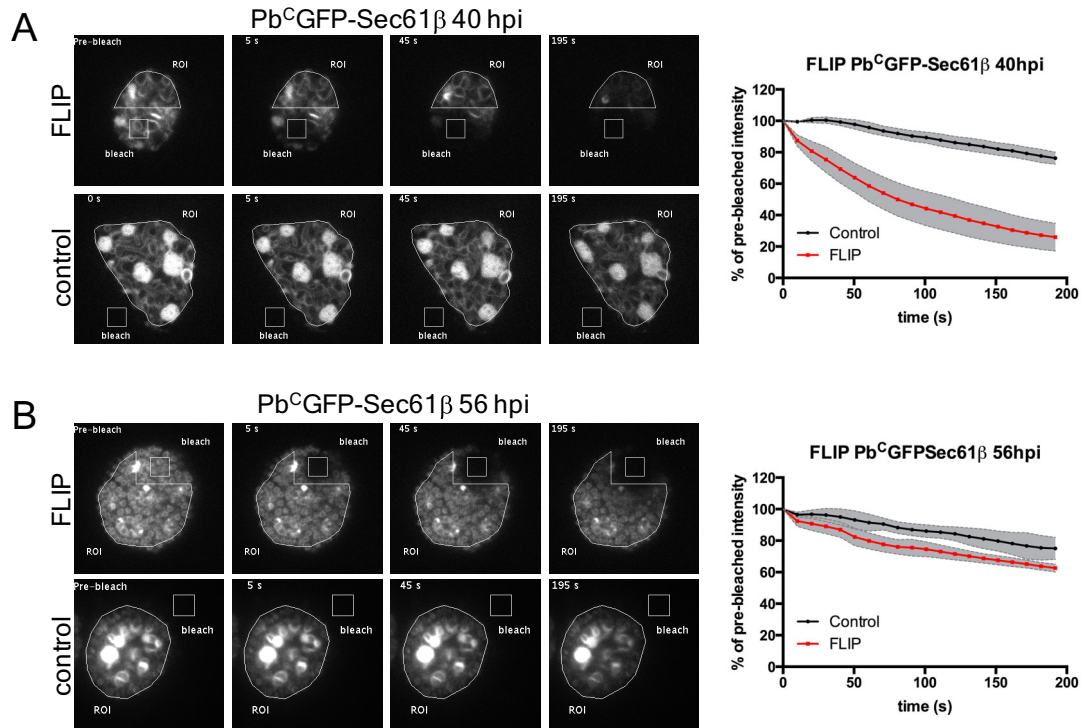 A
Pb^CGFP-Sec61β 40 hpi
FLIP
Pre-bleach
ROI
bleach
5 s
ROI
bleach
45 s
ROI
bleach
195 s
ROI
bleach
control
0 s
ROI
bleach
5 s
ROI
bleach
45 s
ROI
bleach
195 s
ROI
bleach
FLIP Pb^CGFP-Sec61β 40hpi
% of pre-bleached intensity
120
100
80
60
40
20
0
Control
FLIP
0 50 100 150 200
time (s)
B
Pb^CGFP-Sec61β 56 hpi
FLIP
Pre-bleach
bleach
ROI
5 s
bleach
ROI
45 s
bleach
ROI
195 s
bleach
ROI
control
Pre-bleach
bleach
ROI
5 s
bleach
ROI
45 s
bleach
ROI
195 s
bleach
ROI
FLIP Pb^CGFPSec61β 56hpi
% of pre-bleached intensity
120
100
80
60
40
20
0
Control
FLIP
0 50 100 150 200
time (s)